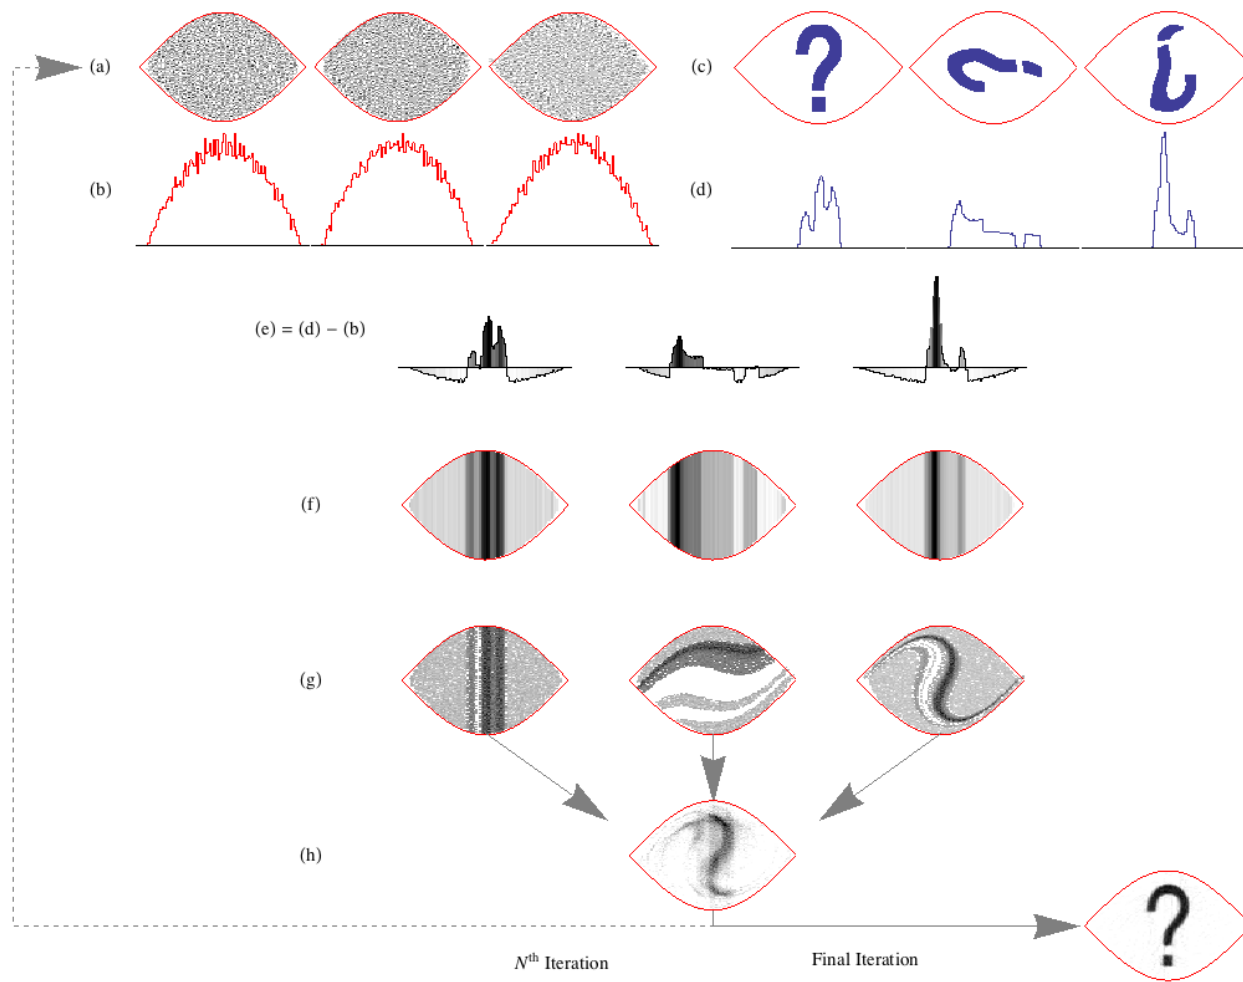 (a)
(c)
?
?
?
(b)
(d)
(e) = (d) − (b)
(f)
(g)
(h)
?
Nth Iteration
Final Iteration